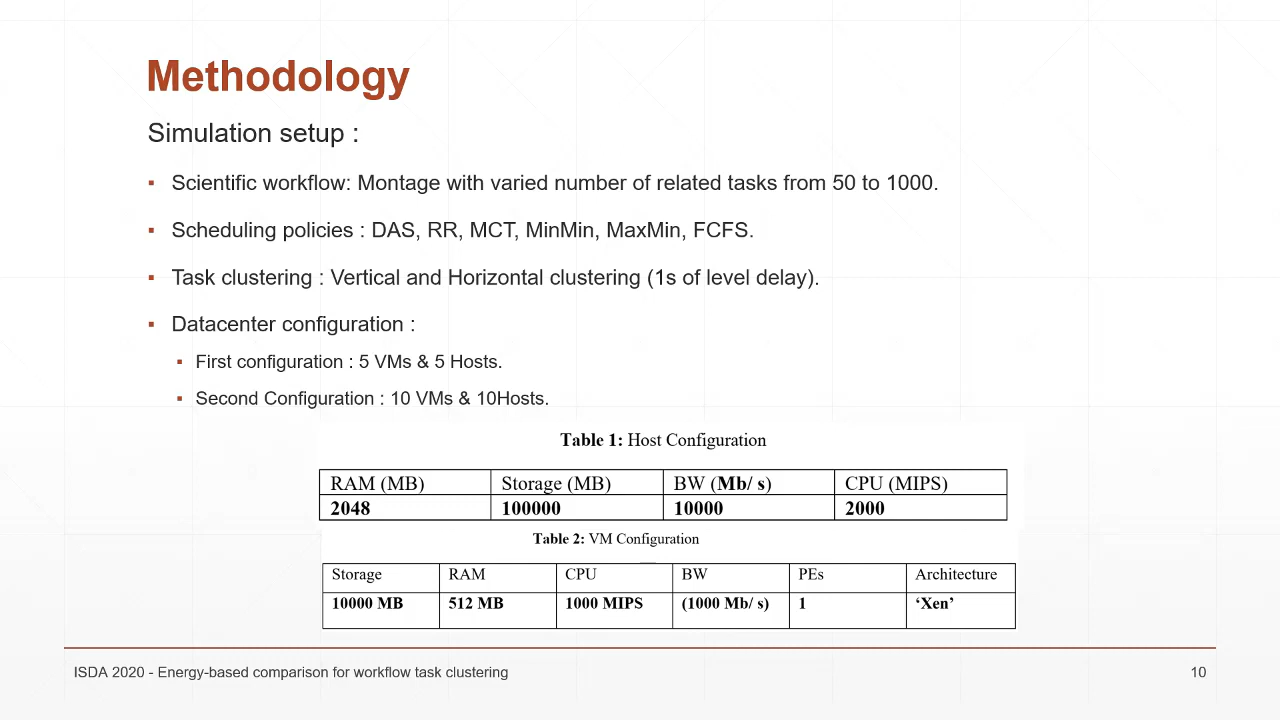 Methodology
Simulation setup :
▪ Scientific workflow: Montage with varied number of related tasks from 50 to 1000.
▪ Scheduling policies : DAS, RR, MCT, MinMin, MaxMin, FCFS.
▪ Task clustering : Vertical and Horizontal clustering (1s of level delay).
▪ Datacenter configuration :
▪ First configuration : 5 VMs & 5 Hosts.
▪ Second Configuration : 10 VMs & 10Hosts.
Table 1: Host Configuration
RAM (MB) Storage (MB) BW (Mb/ s) CPU (MIPS)
2048 100000 10000 2000
Table 2: VM Configuration
Storage RAM CPU BW PEs Architecture
10000 MB 512 MB 1000 MIPS (1000 Mb/ s) 1 ‘Xen’
ISDA 2020 - Energy-based comparison for workflow task clustering 10